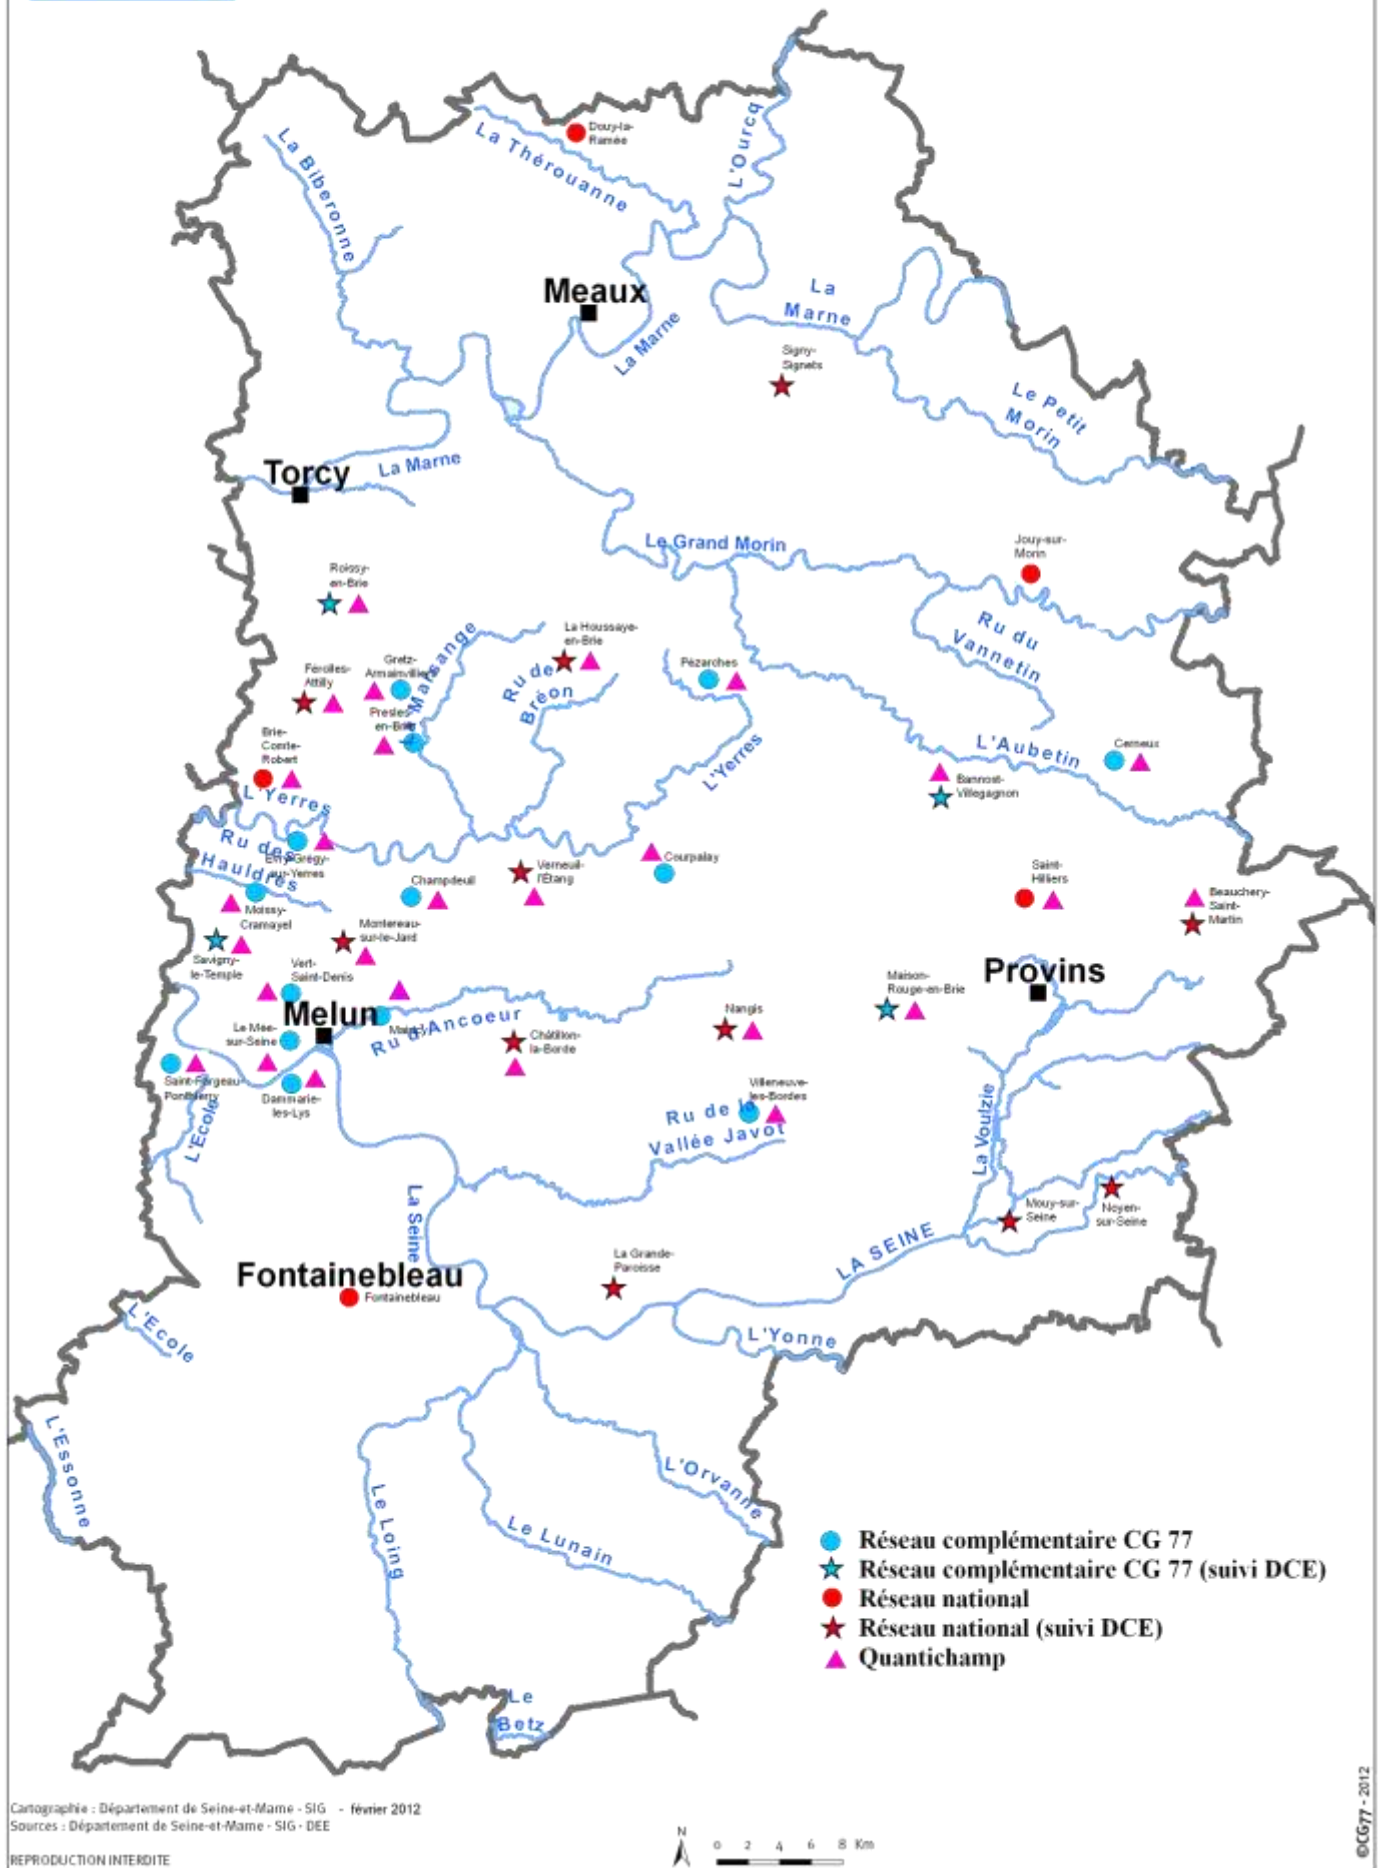 Douy-la-
Ramée
La Thérouanne
L'Ourcq
La Biberonne
Meaux
La Marne
La
Marne
Signy-
Signets
Le Petit
Morin
Torcy
La Marne
Le Grand Morin
Jouy-sur-
Morin
Roissy-
en-Brie
Ru du
Vannetin
La Houssaye-
en-Brie
Marsange
Gretz-
Armainvilliers
Férolles-
Attilly
Ru de
Bréon
Pézarches
Presles-
en-Brie
Brie-
Comte-
Robert
L'Yerres
L'Aubetin
Cerneux
Bannost-
Villegagnon
L'Yerres
Ru des
Hauldres
Evry-Grégy-
sur-Yerres
Verneuil-
l'Étang
Courpalay
Champdeuil
Saint-
Hilliers
Beauchery-
Saint-
Martin
Moissy-
Cramayel
Montereau-
sur-le-Jard
Savigny-
le-Temple
Vert-
Saint-Denis
Provins
Maison-
Rouge-en-Brie
Melun
Ru d'Ancoeur
Nangis
Le Mee-
sur-Seine
Châtillon-
la-Borde
Saint-Fargeau-
Ponthierry
Dammarie-
les-Lys
Villeneuve-
les-Bordes
Ru de la
Vallée Javot
L'Ecole
La Voulzie
La Seine
Mouy-sur-
Seine
Noyen-
sur-Seine
LA SEINE
La Grande-
Paroisse
Fontainebleau
Fontainebleau
L'Ecole
L'Yonne
L'Essonne
L'Orvanne
Le Loing
Le Lunain
Réseau complémentaire CG 77
Réseau complémentaire CG 77 (suivi DCE)
Réseau national
Réseau national (suivi DCE)
Quantichamp
Le
Betz
Cartographie : Département de Seine-et-Marne - SIG - février 2012
Sources : Département de Seine-et-Marne - SIG - DEE
REPRODUCTION INTERDITE
N
0 2 4 6 8 Km
©CG77 - 2012